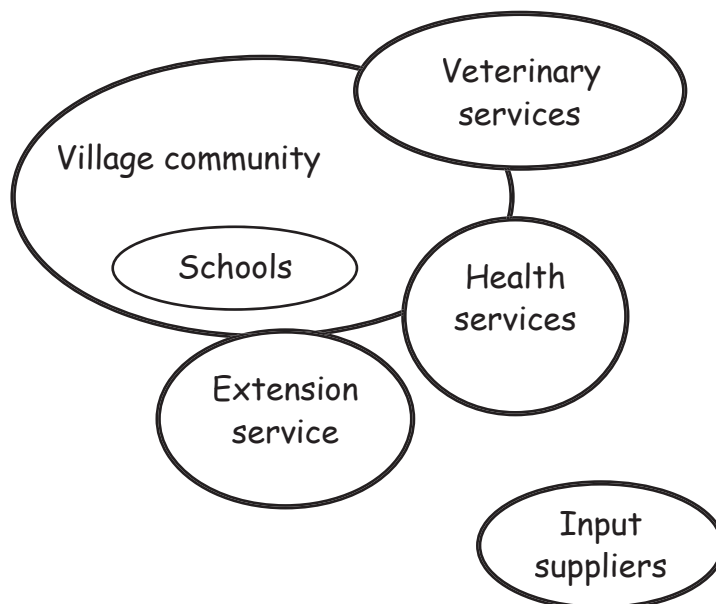 Veterinary
services
Village community
Schools
Health
services
Extension
service
Input
suppliers